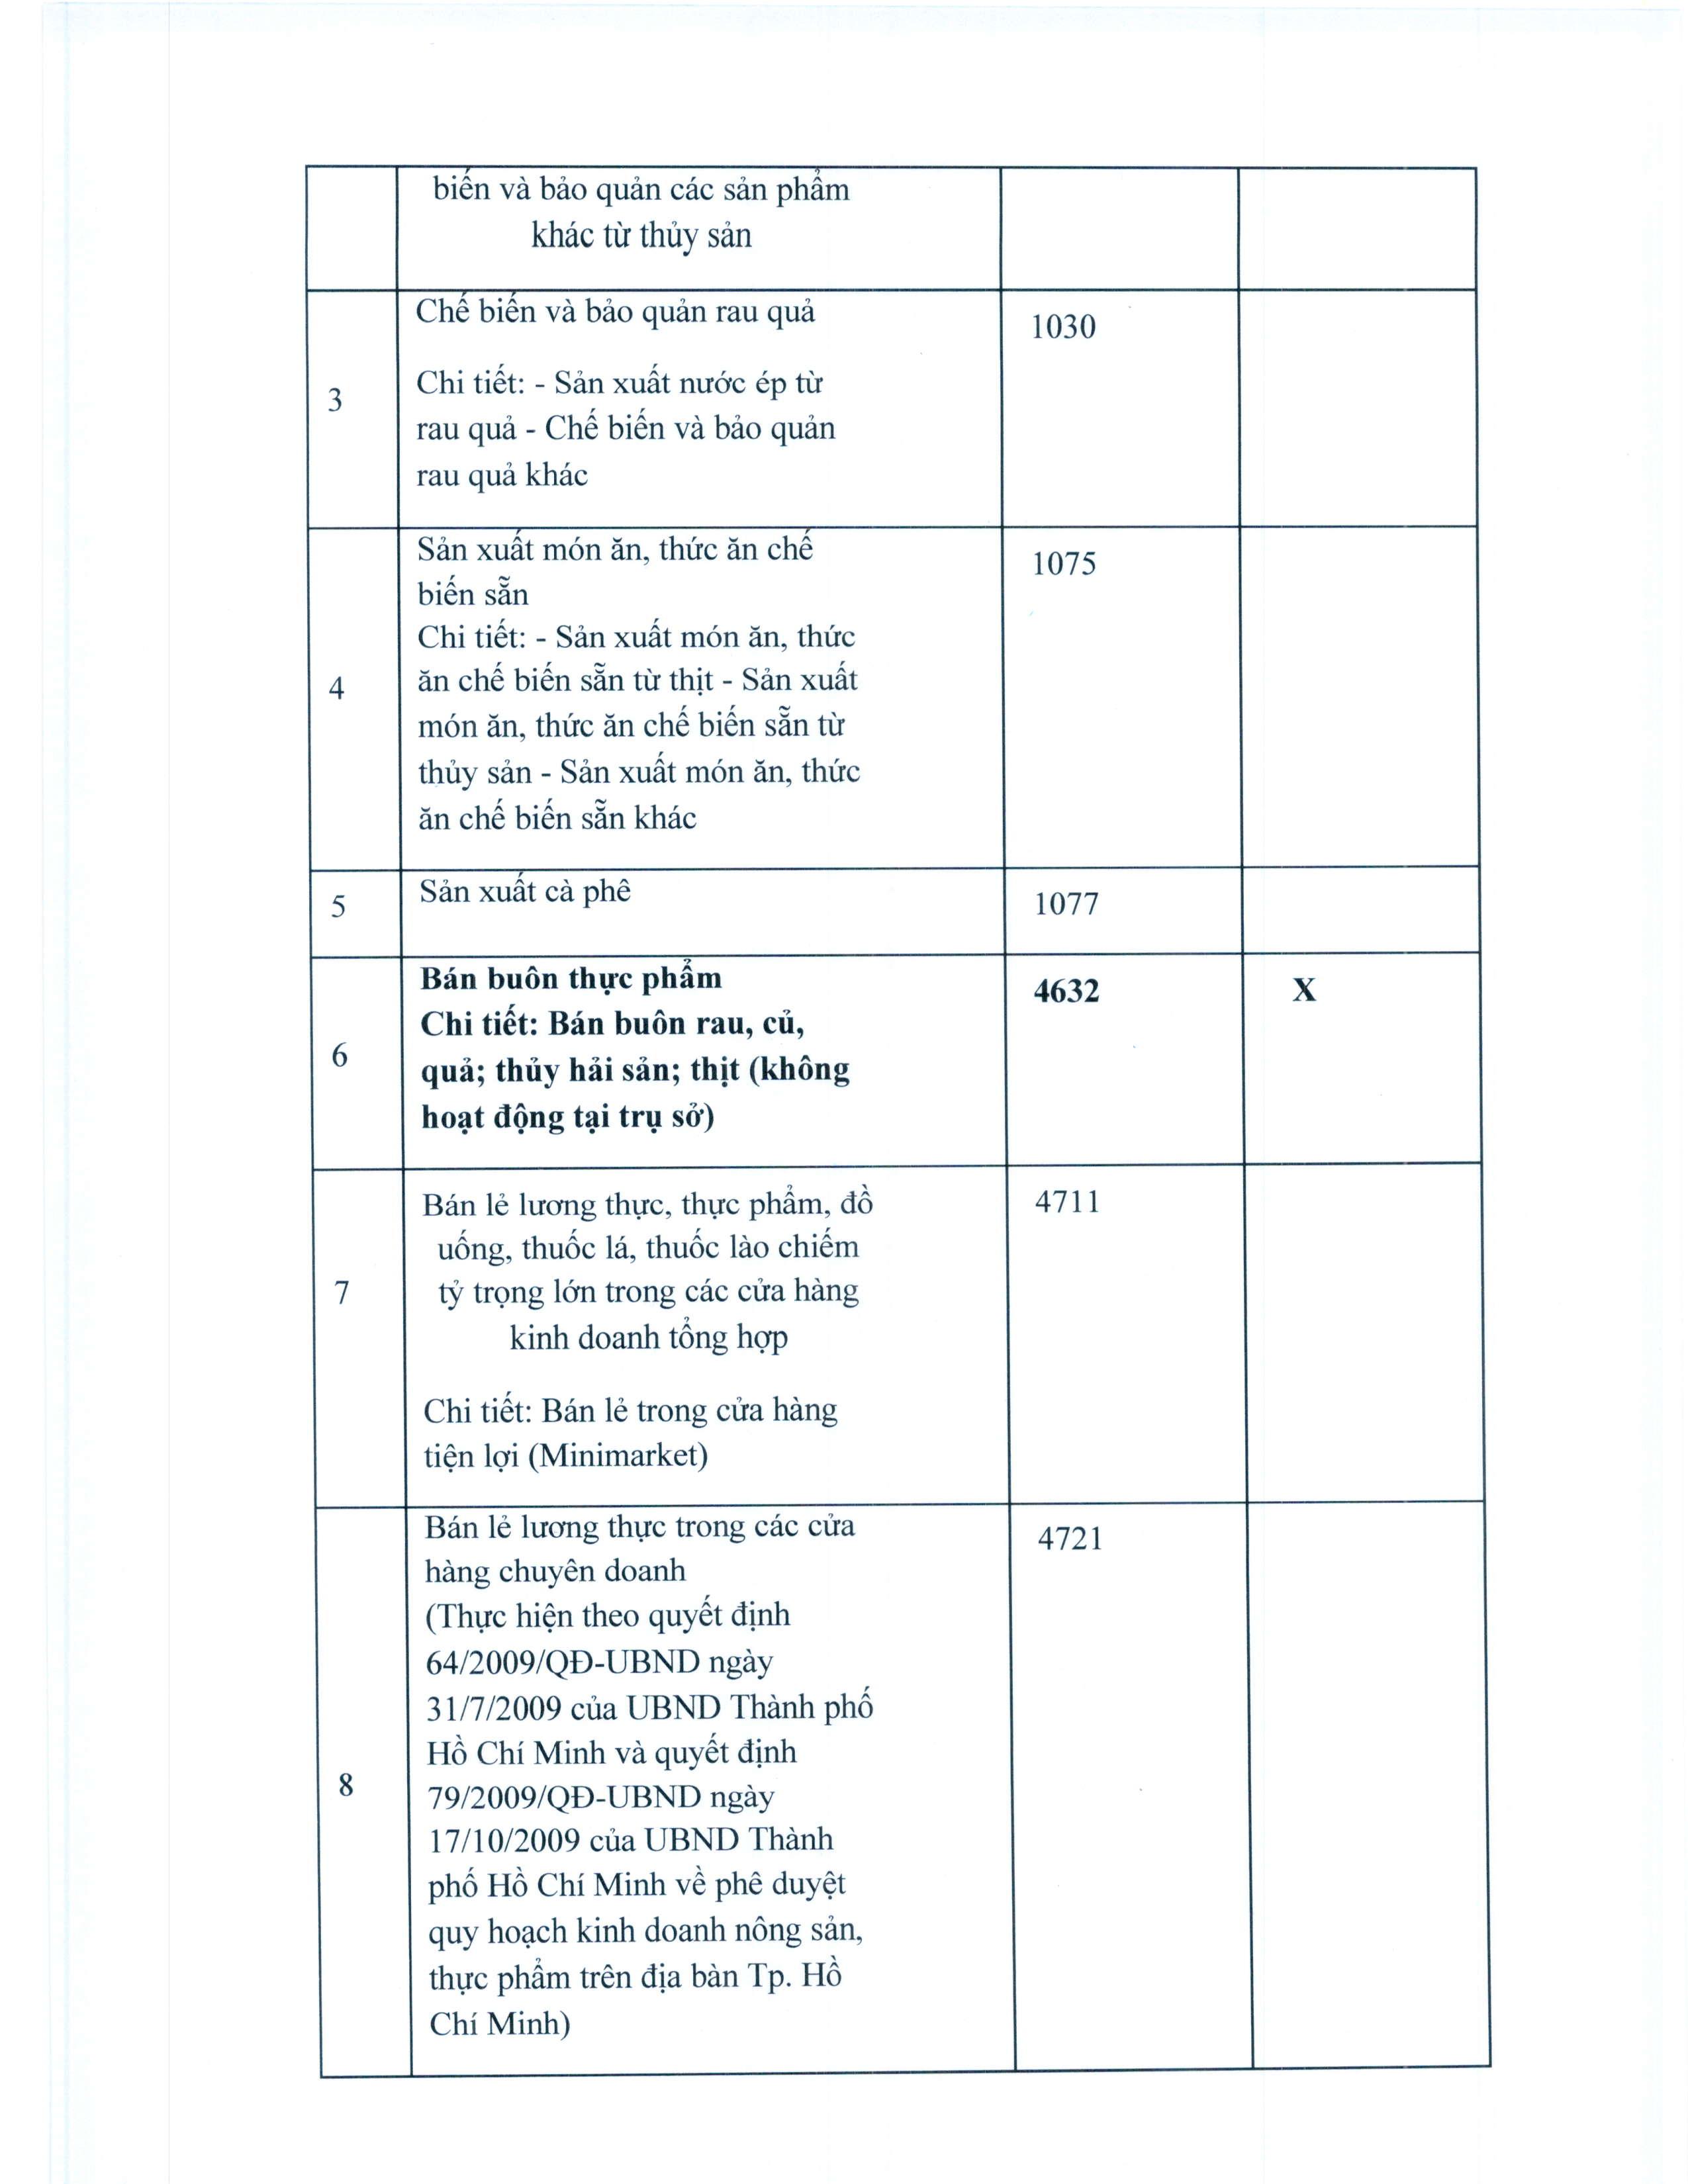 biến và bảo quản các sản phẩm
khác từ thủy sản
3
Chế biến và bảo quản rau quả
1030
Chi tiết: - Sản xuất nước ép từ
rau quả - Chế biến và bảo quản
rau quả khác
4
Sản xuất món ăn, thức ăn chế
1075
biến sẵn
Chi tiết: - Sản xuất món ăn, thức
ăn chế biến sẵn từ thịt - Sản xuất
món ăn, thức ăn chế biến sẵn từ
thủy sản - Sản xuất món ăn, thức
ăn chế biến sẵn khác
5
Sản xuất cà phê
1077
6
Bán buôn thực phẩm
4632
X
Chi tiết: Bán buôn rau, củ,
quả; thủy hải sản; thịt (không
hoạt động tại trụ sở)
7
Bán lẻ lương thực, thực phẩm, đồ
4711
uống, thuốc lá, thuốc lào chiếm
tỷ trọng lớn trong các cửa hàng
kinh doanh tổng hợp
Chi tiết: Bán lẻ trong cửa hàng
tiện lợi (Minimarket)
8
Bán lẻ lương thực trong các cửa
4721
hàng chuyên doanh
(Thực hiện theo quyết định
64/2009/QĐ-UBND ngày
31/7/2009 của UBND Thành phố
Hồ Chí Minh và quyết định
79/2009/QĐ-UBND ngày
17/10/2009 của UBND Thành
phố Hồ Chí Minh về phê duyệt
quy hoạch kinh doanh nông sản,
thực phẩm trên địa bàn Tp. Hồ
Chí Minh)